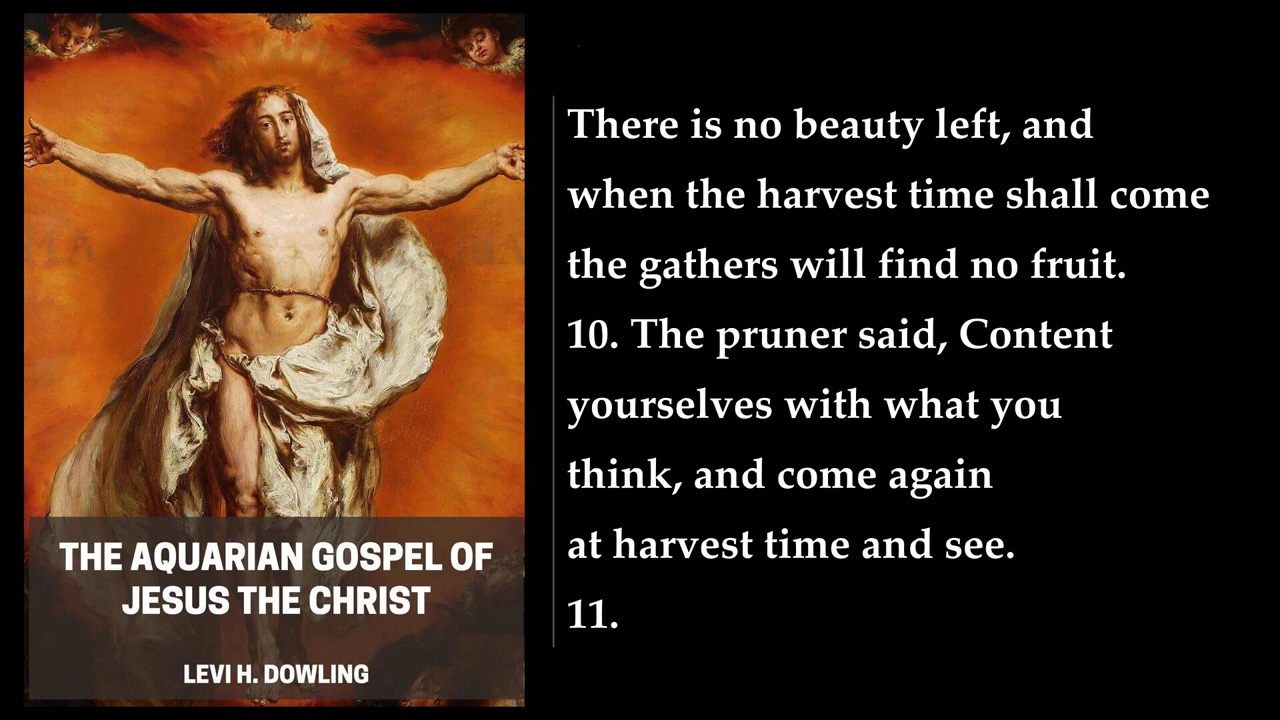 THE AQUARIAN GOSPEL OF
JESUS THE CHRIST
LEVI H. DOWLING
There is no beauty left, and
when the harvest time shall come
the gathers will find no fruit.
10. The pruner said, Content
yourselves with what you
think, and come again
at harvest time and see.
11.